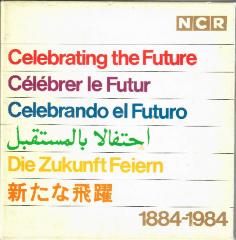 NCR
Celebrating the Future
Célébrer le Futur
Celebrando el Futuro
احتفالا بالمستقبل
Die Zukunft Feiern
新たな飛躍
1884-1984